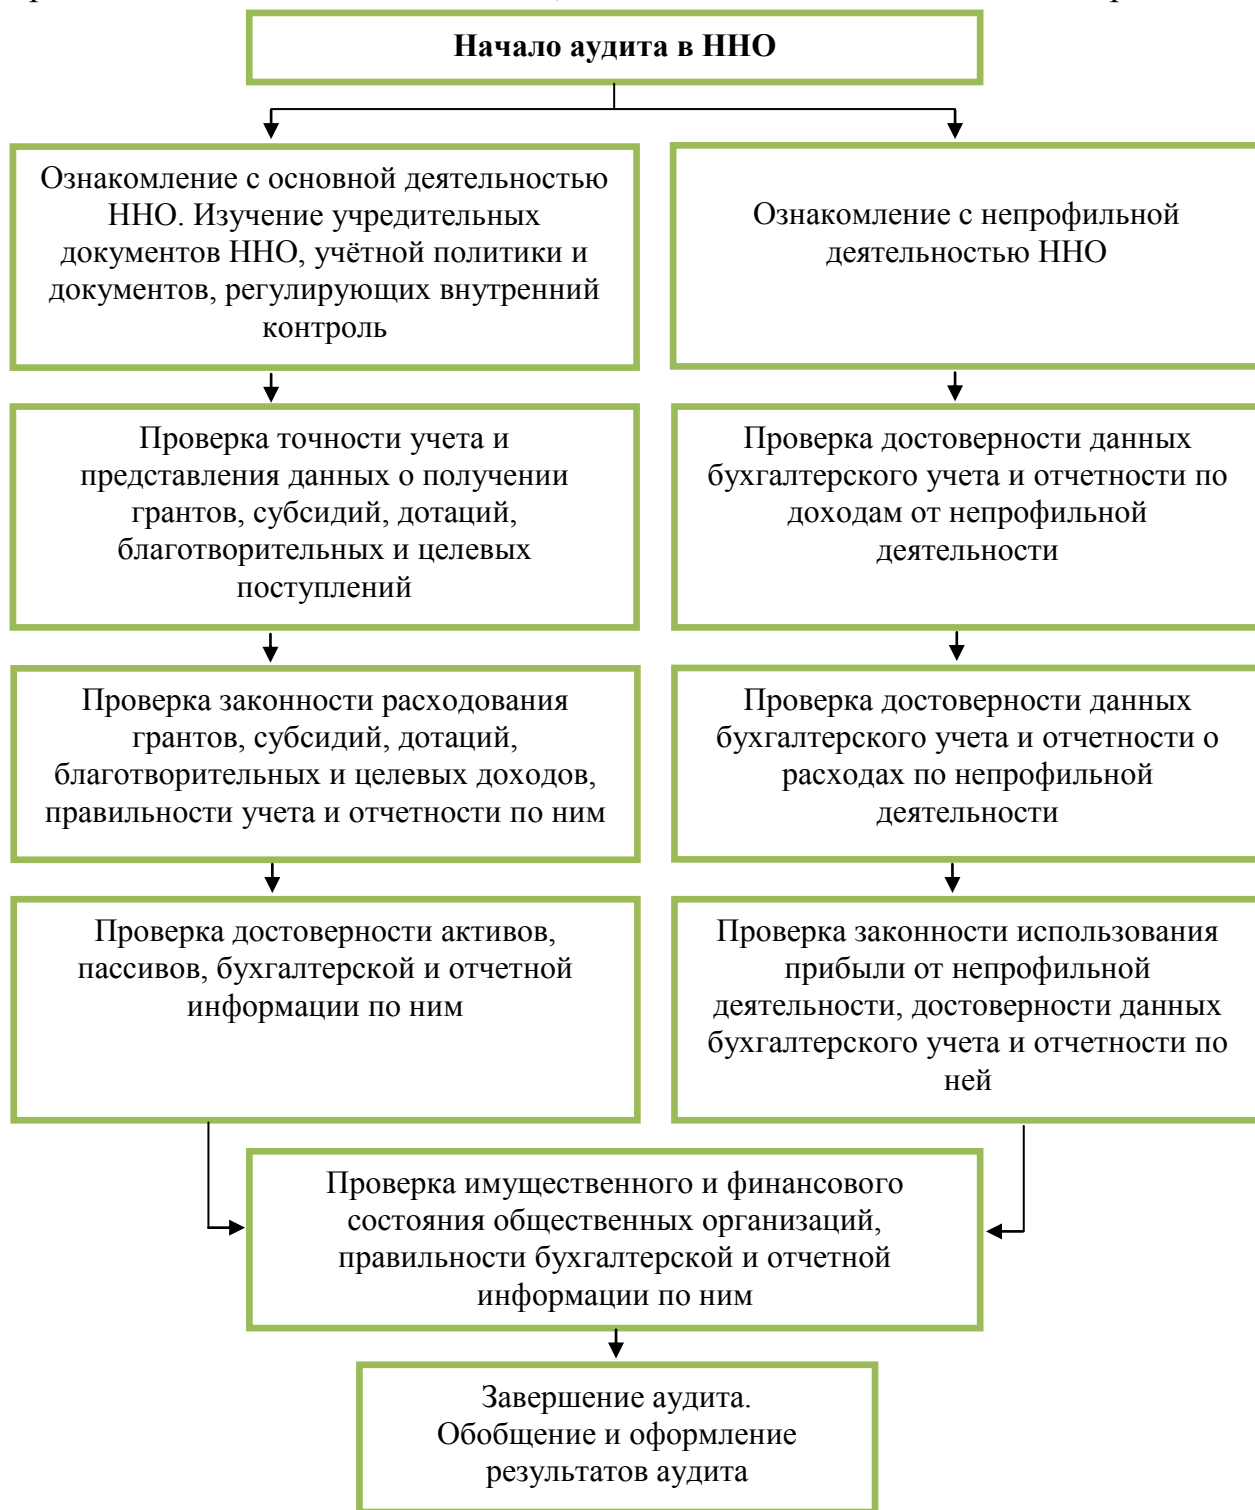 Начало аудита в ННО
Ознакомление с основной деятельностью
ННО. Изучение учредительных
документов ННО, учётной политики и
документов, регулирующих внутренний
контроль
Ознакомление с непрофильной
деятельностью ННО
Проверка точности учета и
представления данных о получении
грантов, субсидий, дотаций,
благотворительных и целевых
поступлений
Проверка достоверности данных
бухгалтерского учета и отчетности по
доходам от непрофильной
деятельности
Проверка законности расходования
грантов, субсидий, дотаций,
благотворительных и целевых доходов,
правильности учета и отчетности по ним
Проверка достоверности данных
бухгалтерского учета и отчетности о
расходах по непрофильной
деятельности
Проверка достоверности активов,
пассивов, бухгалтерской и отчетной
информации по ним
Проверка законности использования
прибыли от непрофильной
деятельности, достоверности данных
бухгалтерского учета и отчетности по
ней
Проверка имущественного и финансового
состояния общественных организаций,
правильности бухгалтерской и отчетной
информации по ним
Завершение аудита.
Обобщение и оформление
результатов аудита